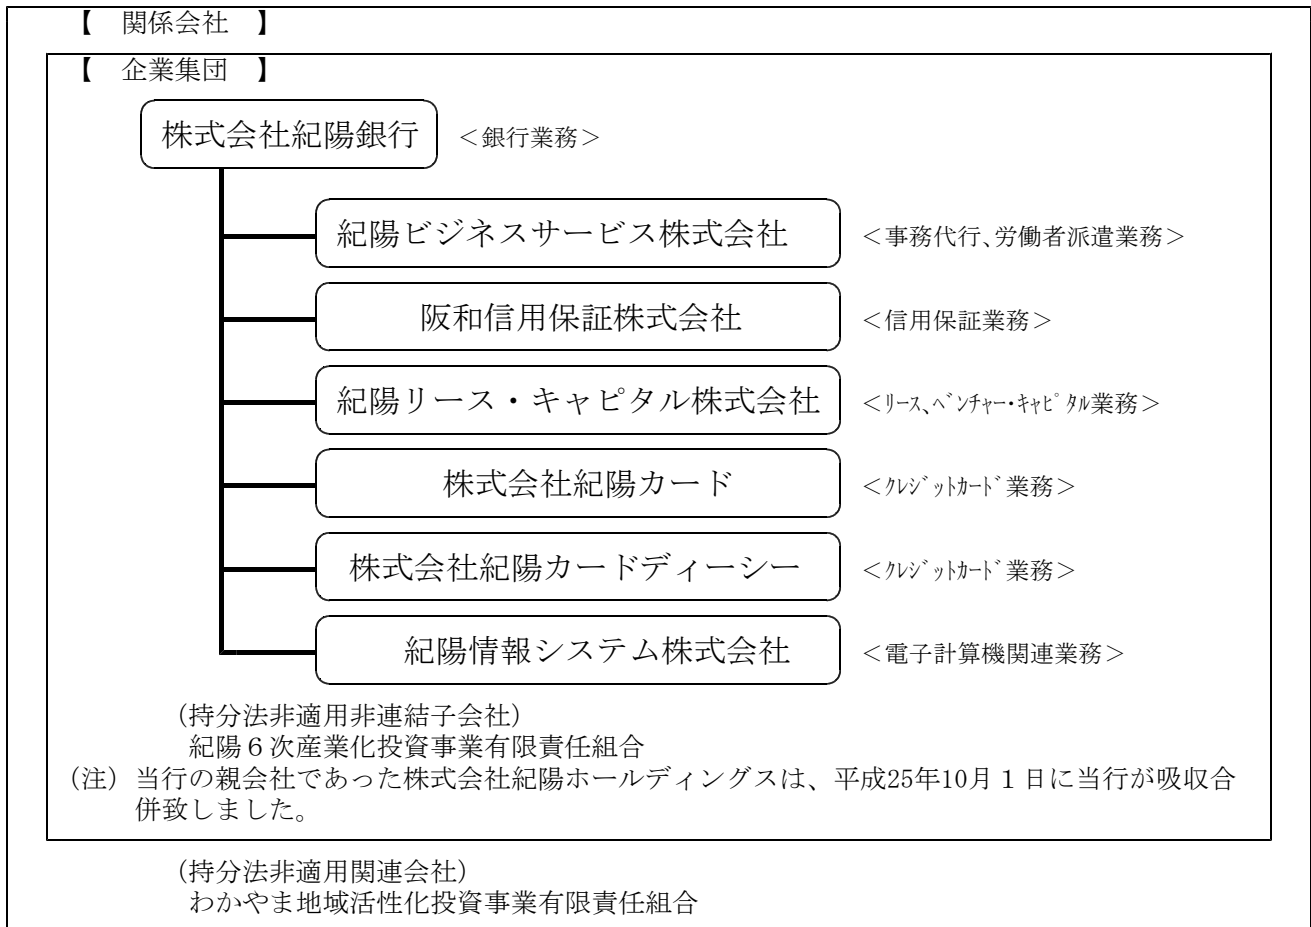 【　関係会社　】
【　企業集団　】
株式会社紀陽銀行　＜銀行業務＞
紀陽ビジネスサービス株式会社　＜事務代行、労働者派遣業務＞
阪和信用保証株式会社　＜信用保証業務＞
紀陽リース・キャピタル株式会社　＜ﾘｰｽ、ﾍﾞﾝﾁｬｰ･ｷｬﾋﾟﾀﾙ業務＞
株式会社紀陽カード　＜ｸﾚｼﾞｯﾄｶｰﾄﾞ業務＞
株式会社紀陽カードディーシー　＜ｸﾚｼﾞｯﾄｶｰﾄﾞ業務＞
紀陽情報システム株式会社　＜電子計算機関連業務＞
（持分法非適用非連結子会社）
紀陽６次産業化投資事業有限責任組合
（注）当行の親会社であった株式会社紀陽ホールディングスは、平成25年10月１日に当行が吸収合
併致しました。
（持分法非適用関連会社）
わかやま地域活性化投資事業有限責任組合